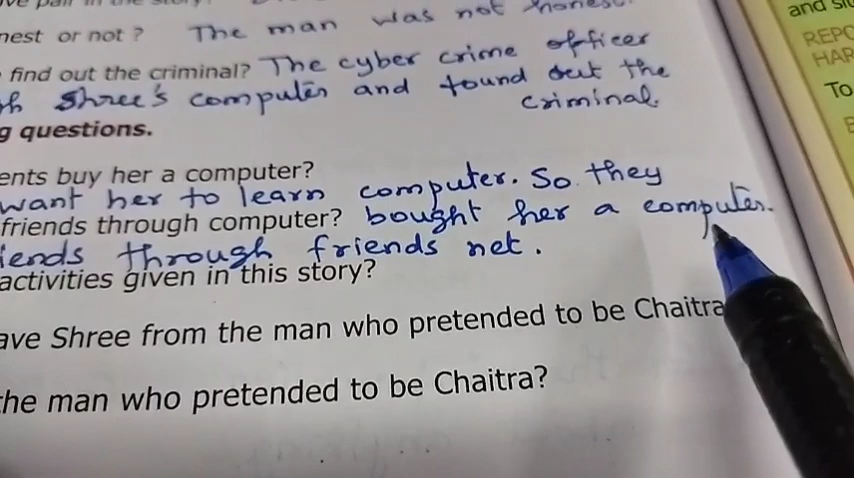 nest or not ? The man was not honest.
find out the criminal? The cyber crime officer
Shree's computer and found out the
criminal.
g questions.
ents buy her a computer?
want her to learn computer. So they
friends through computer? bought her a computer.
iends through friends net.
activities given in this story?
ave Shree from the man who pretended to be Chaitra
the man who pretended to be Chaitra?
and
REPO
HAR
To